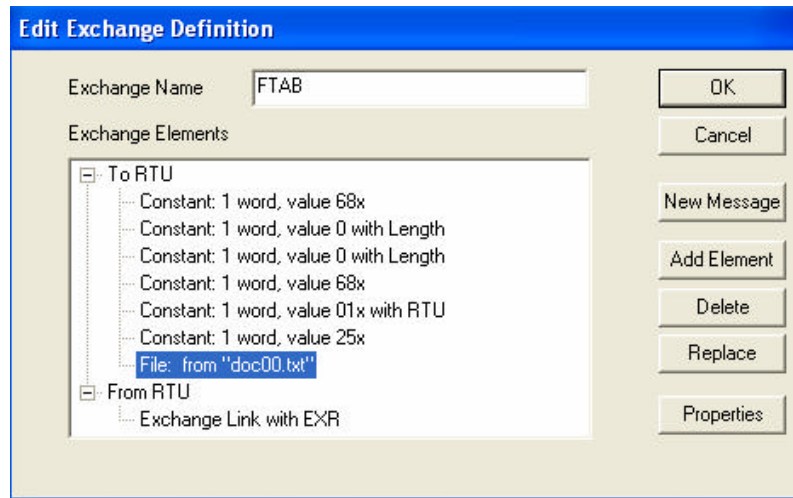 Edit Exchange Definition
Exchange Name FTAB OK
Exchange Elements Cancel
To RTU
Constant: 1 word, value 68x
Constant: 1 word, value 0 with Length
Constant: 1 word, value 0 with Length
Constant: 1 word, value 68x
Constant: 1 word, value 01x with RTU
Constant: 1 word, value 25x
File: from "doc00.txt"
From RTU
Exchange Link with EXR
New Message
Add Element
Delete
Replace
Properties